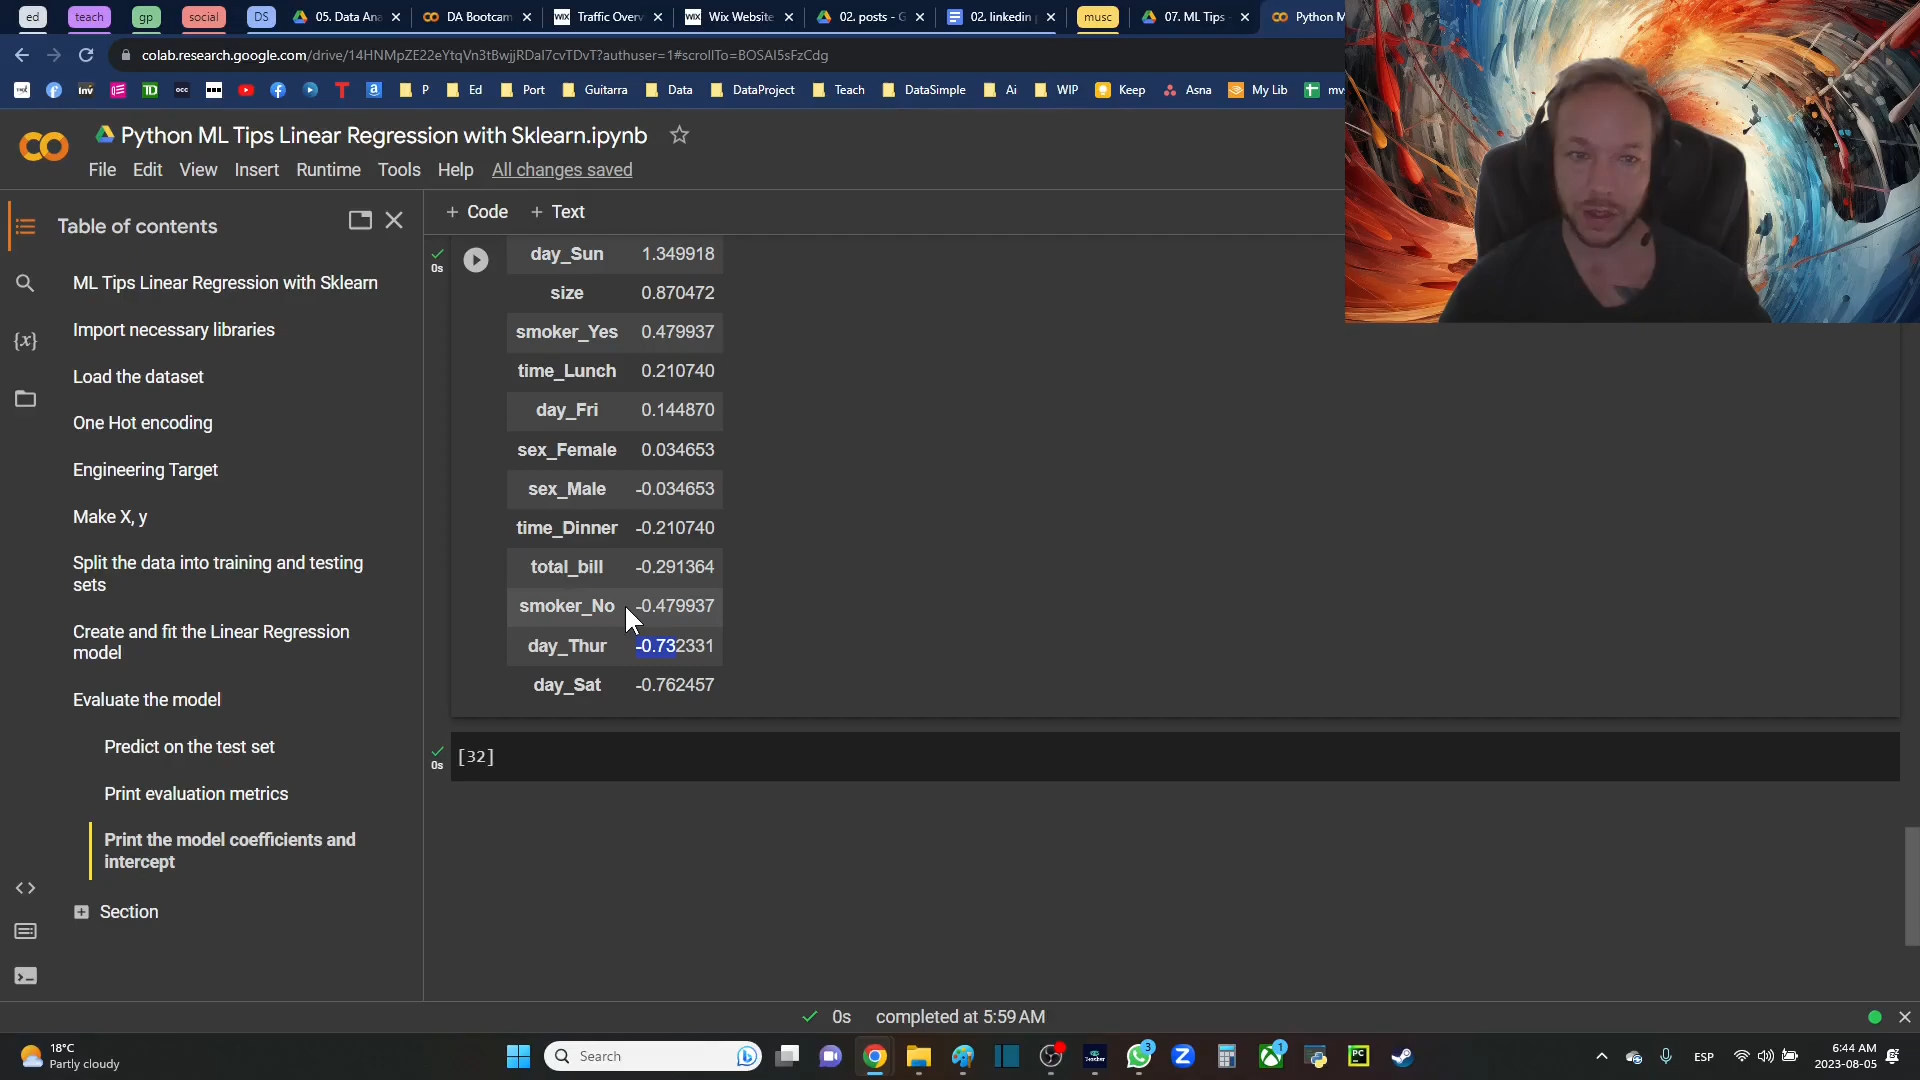 ed
teach
gp
social
DS
05. Data Ana
DA Bootcam
Traffic Over
Wix Website
02. posts - G
02. linkedin
musc
07. ML Tips
Python M
colab.research.google.com/drive/14HNMpZE22eYtqVn3tBwjjRDal7cvTDvT?authuser=1#scrollTo=BOSAI5sFzCdg
P
Ed
Port
Guitarra
Data
DataProject
Teach
DataSimple
Ai
WIP
Keep
Asna
My Lib
mv
Python ML Tips Linear Regression with Sklearn.ipynb
File Edit View Insert Runtime Tools Help All changes saved
Table of contents
+ Code + Text
ML Tips Linear Regression with Sklearn
Import necessary libraries
Load the dataset
One Hot encoding
Engineering Target
Make X, y
Split the data into training and testing
sets
Create and fit the Linear Regression
model
Evaluate the model
Predict on the test set
Print evaluation metrics
Print the model coefficients and
intercept
Section
0s
day_Sun 1.349918
size 0.870472
smoker_Yes 0.479937
time_Lunch 0.210740
day_Fri 0.144870
sex_Female 0.034653
sex_Male -0.034653
time_Dinner -0.210740
total_bill -0.291364
smoker_No -0.479937
day_Thur -0.732331
day_Sat -0.762457
0s
[32]
0s completed at 5:59 AM
18°C
Partly cloudy
Search
3
1
ESP
6:44 AM
2023-08-05